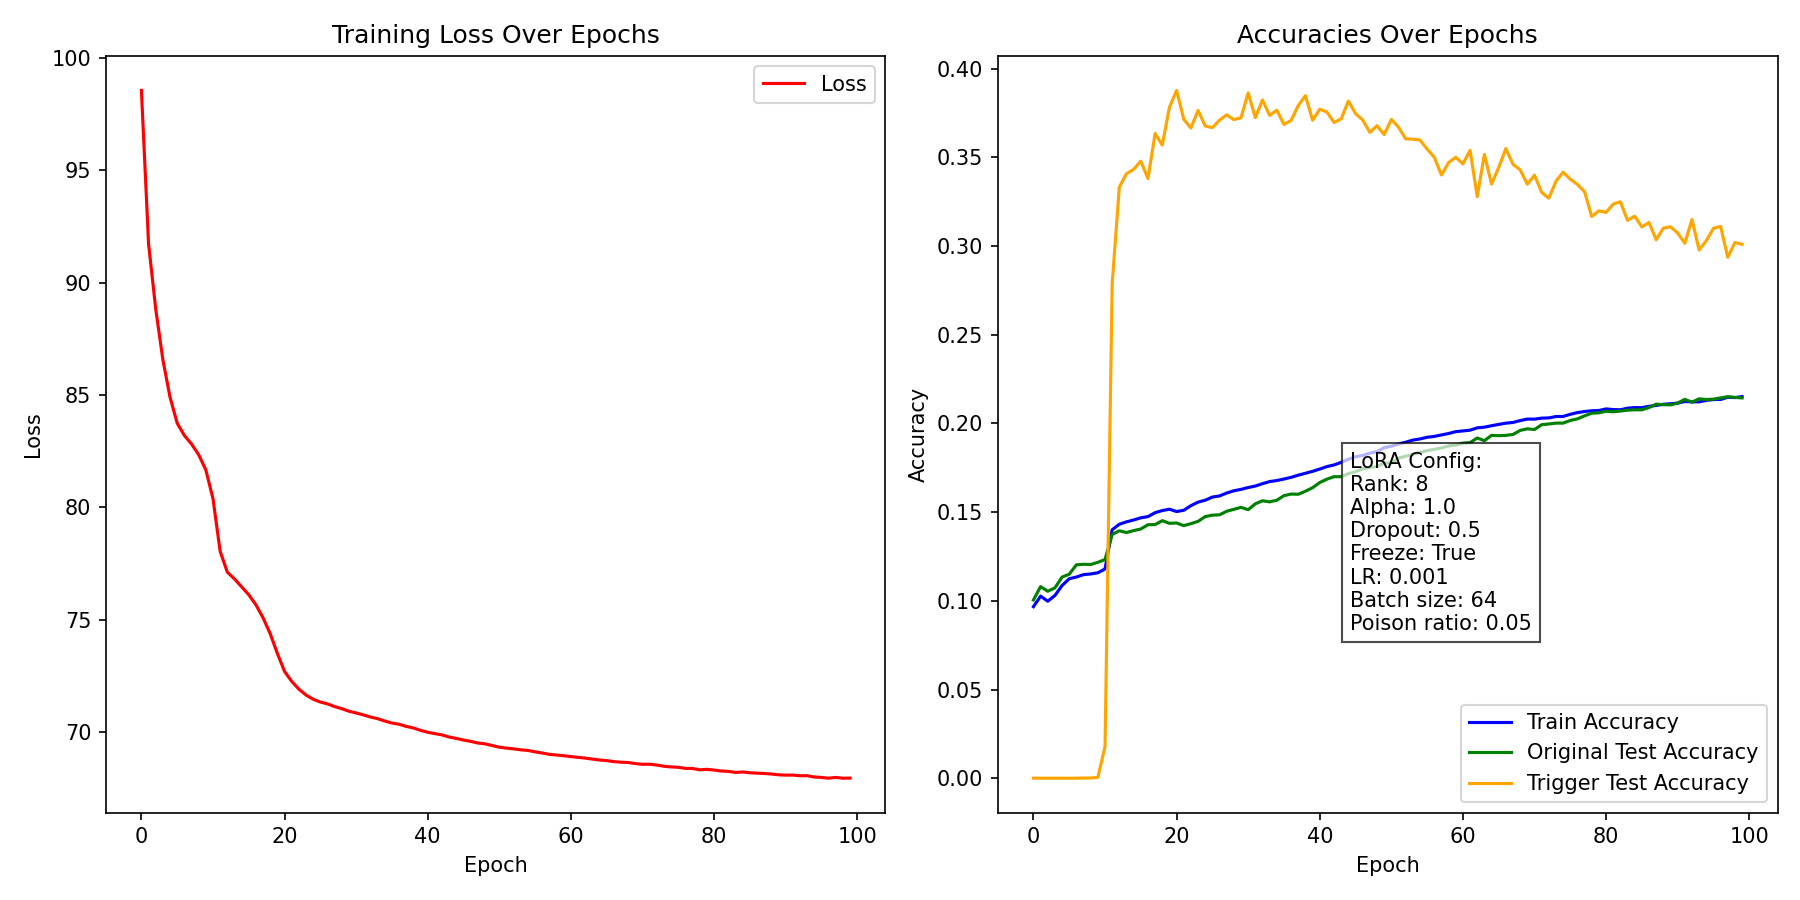 Training Loss Over Epochs
Loss
100
95
90
85
80
75
70
Loss
0 20 40 60 80 100
Epoch
Accuracies Over Epochs
0.40
0.35
0.30
0.25
0.20
0.15
0.10
0.05
0.00
Accuracy
LoRA Config:
Rank: 8
Alpha: 1.0
Dropout: 0.5
Freeze: True
LR: 0.001
Batch size: 64
Poison ratio: 0.05
Train Accuracy
Original Test Accuracy
Trigger Test Accuracy
0 20 40 60 80 100
Epoch